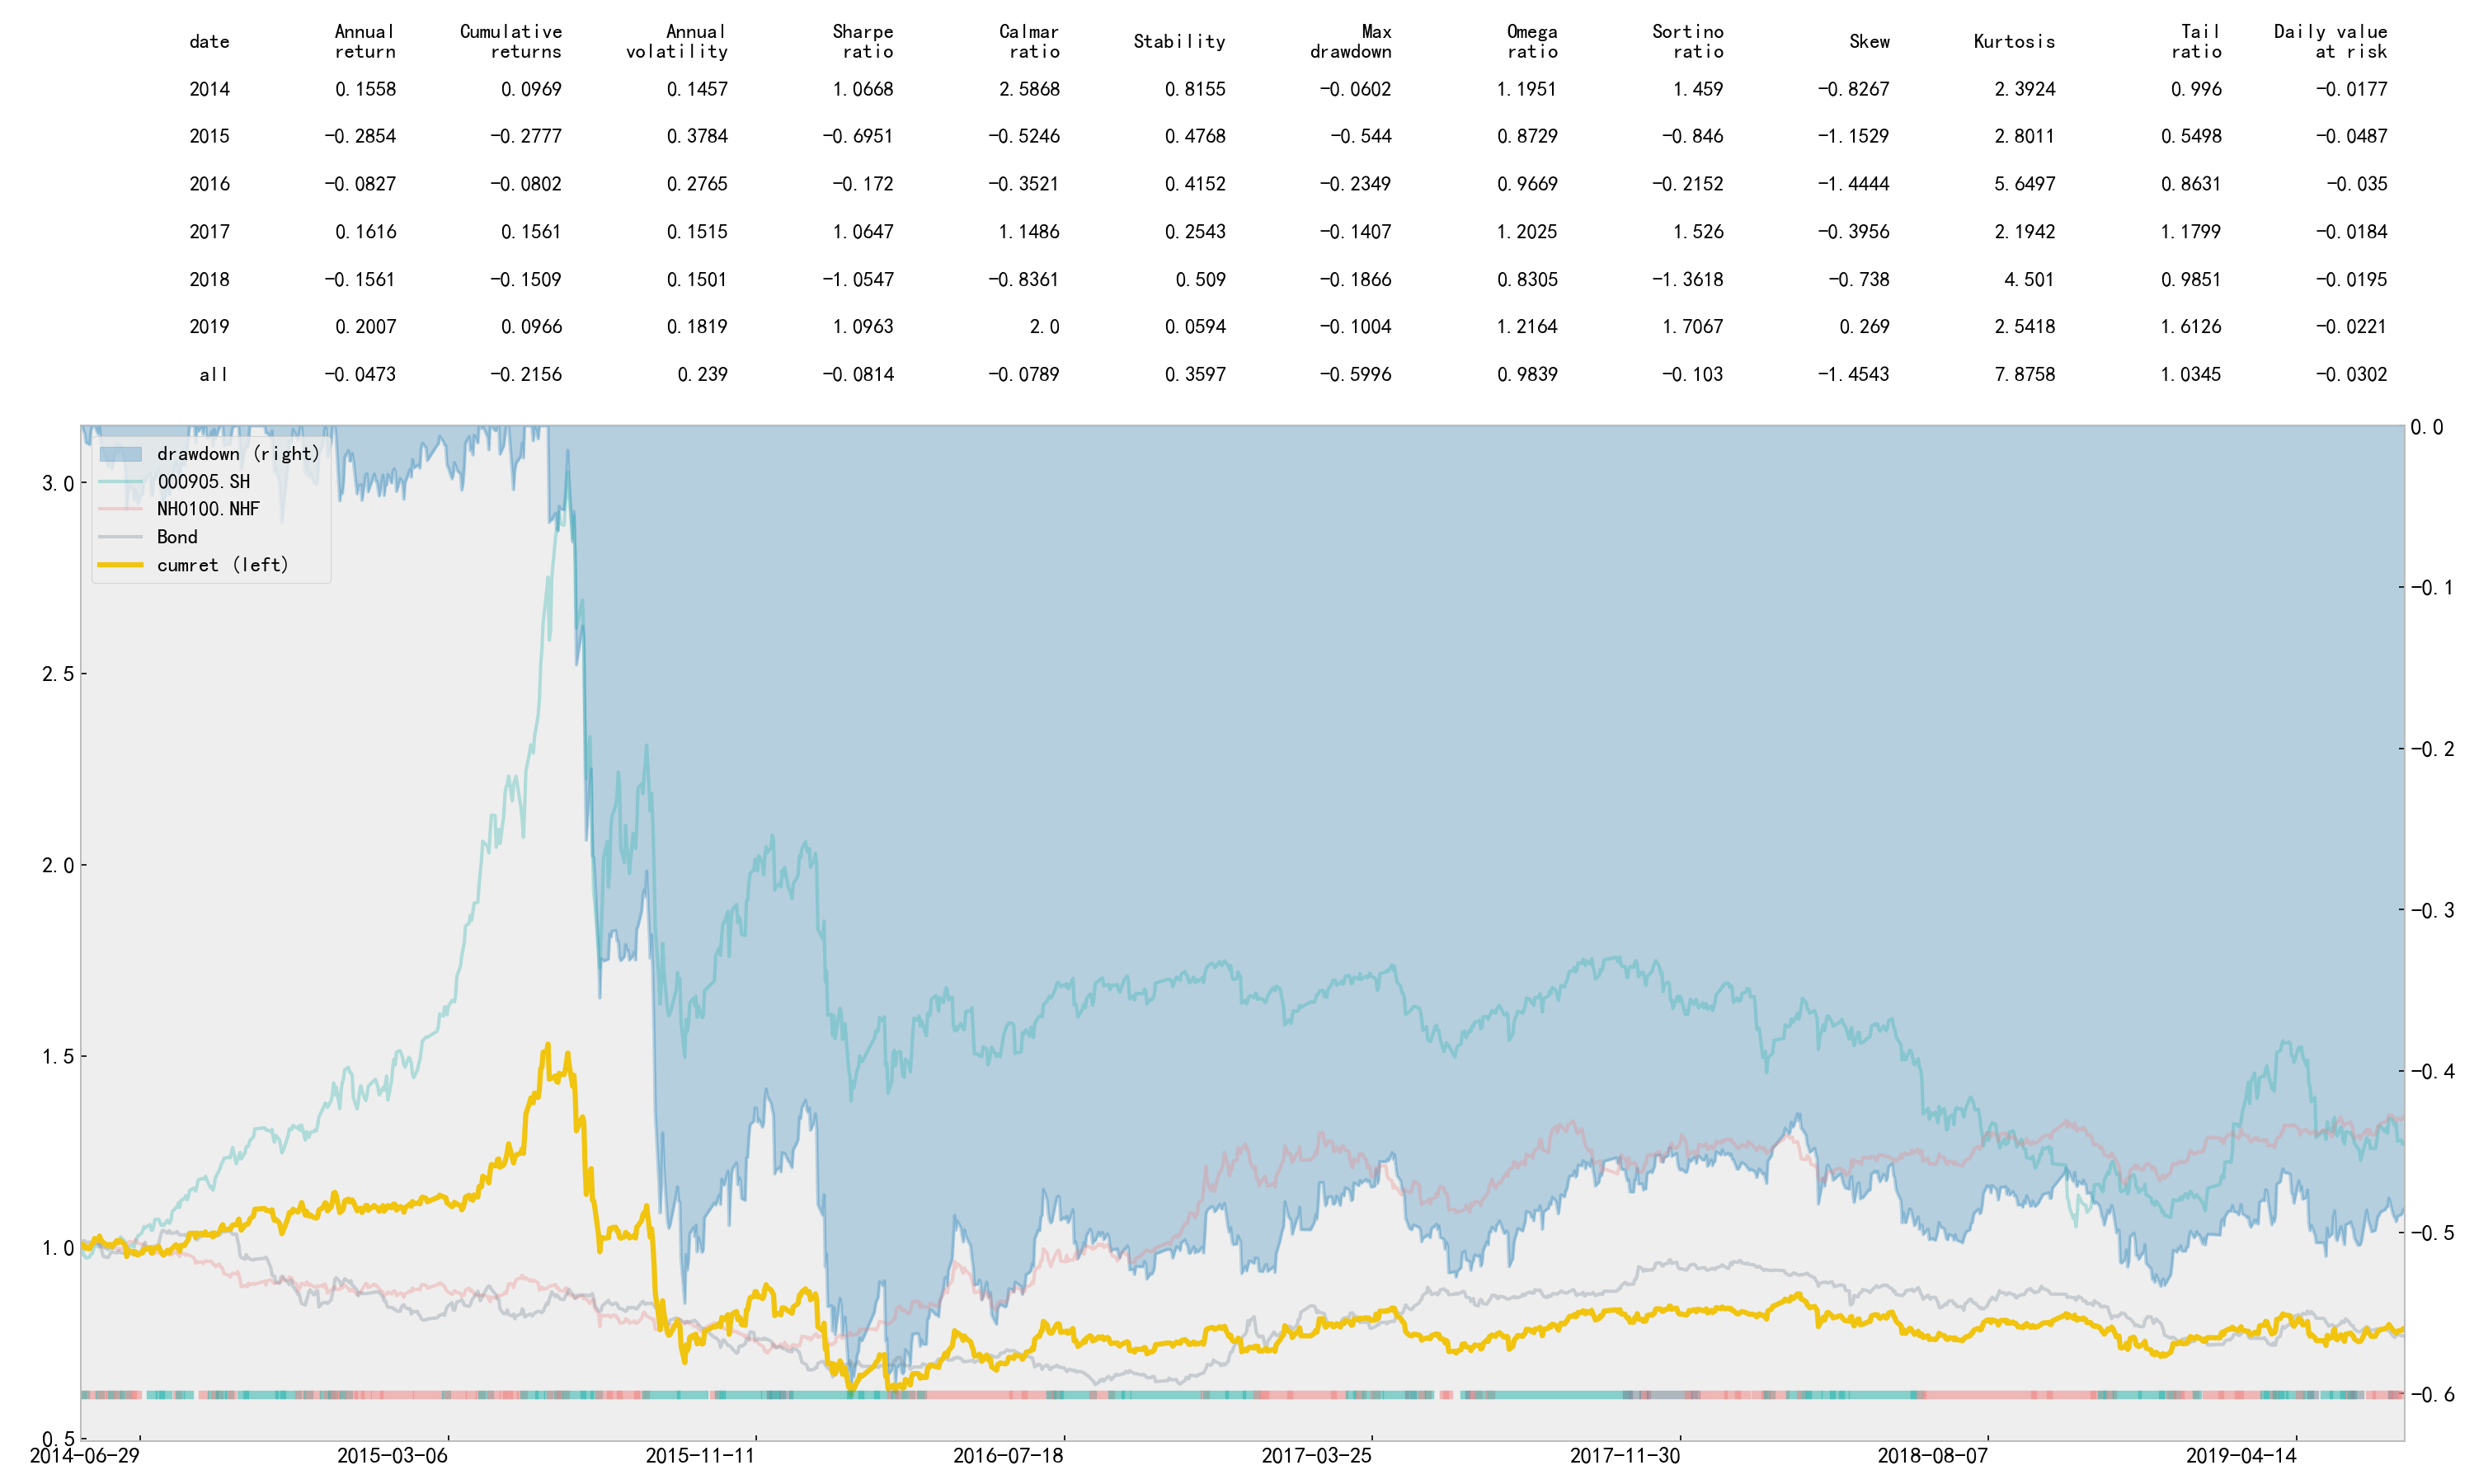 date Annual return Cumulative returns Annual volatility Sharpe ratio Calmar ratio Stability Max drawdown Omega ratio Sortino ratio Skew Kurtosis Tail ratio Daily value at risk
2014 0.1558 0.0969 0.1457 1.0668 2.5868 0.8155 -0.0602 1.1951 1.459 -0.8267 2.3924 0.996 -0.0177
2015 -0.2854 -0.2777 0.3784 -0.6951 -0.5246 0.4768 -0.544 0.8729 -0.846 -1.1529 2.8011 0.5498 -0.0487
2016 -0.0827 -0.0802 0.2765 -0.172 -0.3521 0.4152 -0.2349 0.9669 -0.2152 -1.4444 5.6497 0.8631 -0.035
2017 0.1616 0.1561 0.1515 1.0647 1.1486 0.2543 -0.1407 1.2025 1.526 -0.3956 2.1942 1.1799 -0.0184
2018 -0.1561 -0.1509 0.1501 -1.0547 -0.8361 0.509 -0.1866 0.8305 -1.3618 -0.738 4.501 0.9851 -0.0195
2019 0.2007 0.0966 0.1819 1.0963 2.0 0.0594 -0.1004 1.2164 1.7067 0.269 2.5418 1.6126 -0.0221
all -0.0473 -0.2156 0.239 -0.0814 -0.0789 0.3597 -0.5996 0.9839 -0.103 -1.4543 7.8758 1.0345 -0.0302
drawdown (right)
000905.SH
NH0100.NHF
Bond
cumret (left)
3.0
2.5
2.0
1.5
1.0
0.5
0.0
-0.1
-0.2
-0.3
-0.4
-0.5
-0.6
2014-06-29 2015-03-06 2015-11-11 2016-07-18 2017-03-25 2017-11-30 2018-08-07 2019-04-14